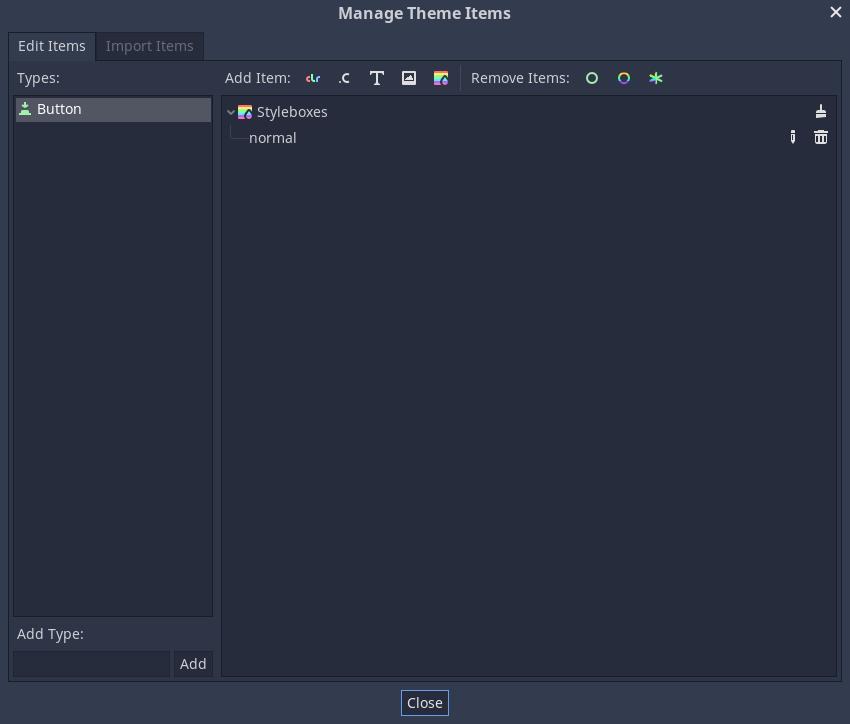 Manage Theme Items
Edit Items Import Items
Types:
Add Item: Remove Items:
Button
Styleboxes
normal
Add Type:
Add
Close